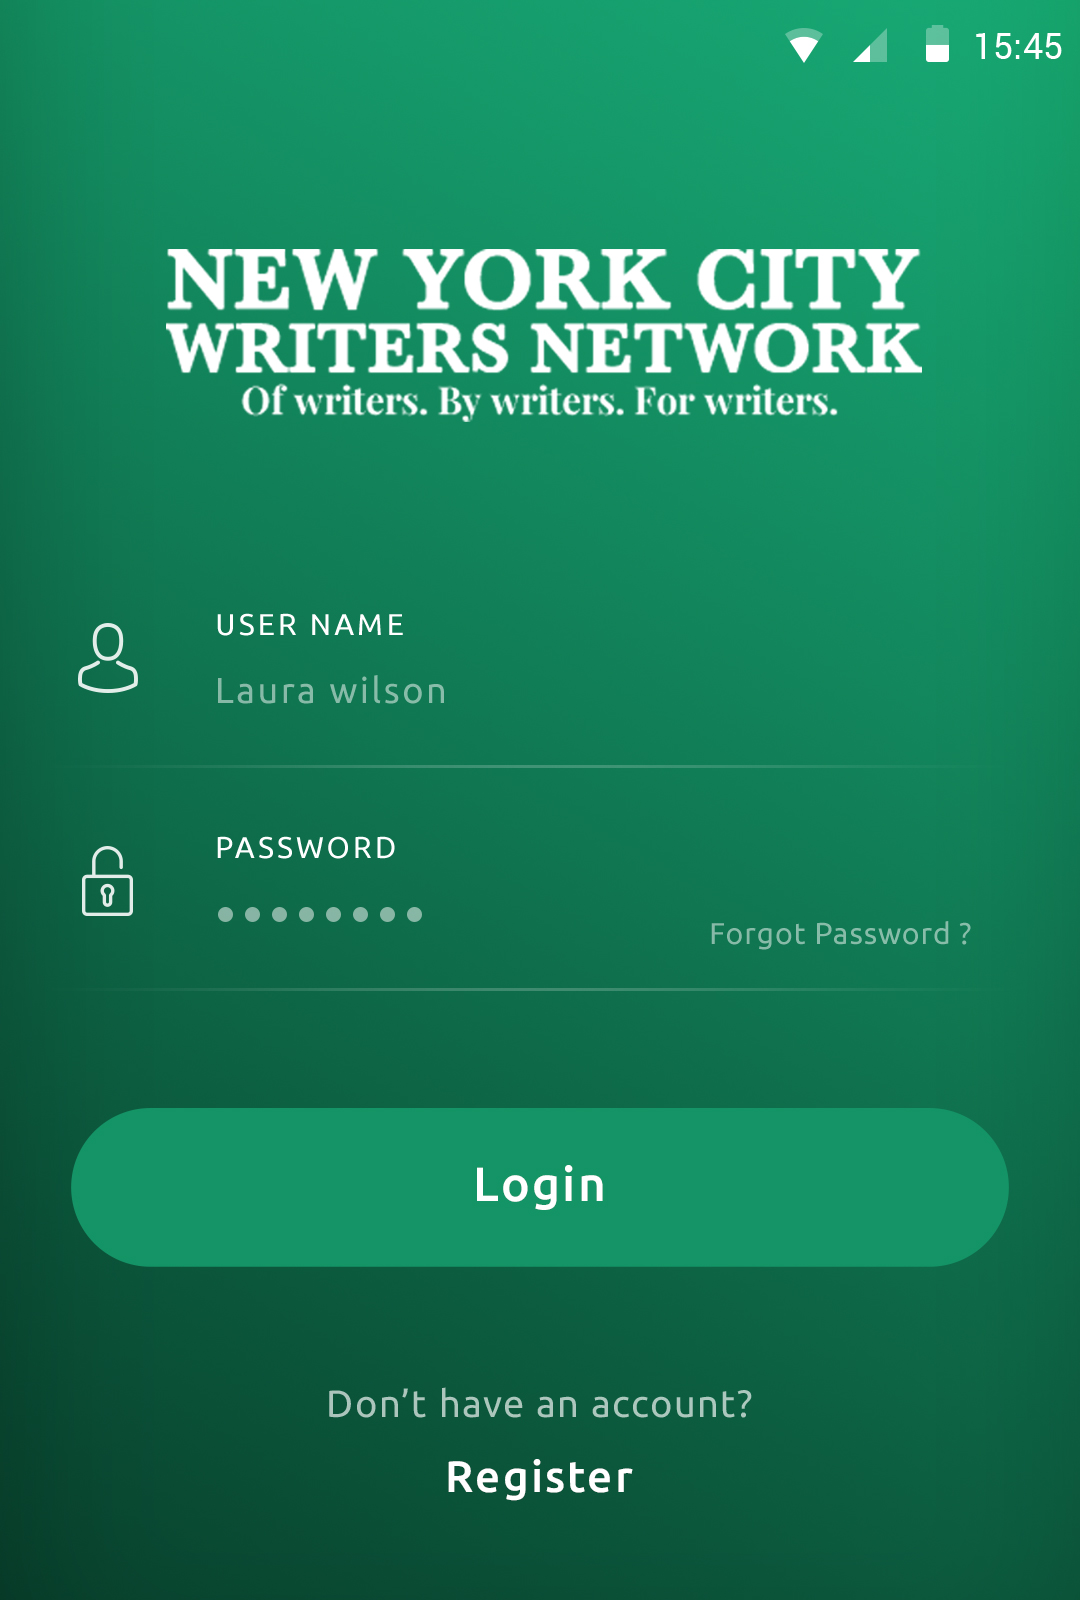 15:45
NEW YORK CITY
WRITERS NETWORK
Of writers. By writers. For writers.
USER NAME
Laura wilson
PASSWORD
Forgot Password ?
Login
Don’t have an account?
Register